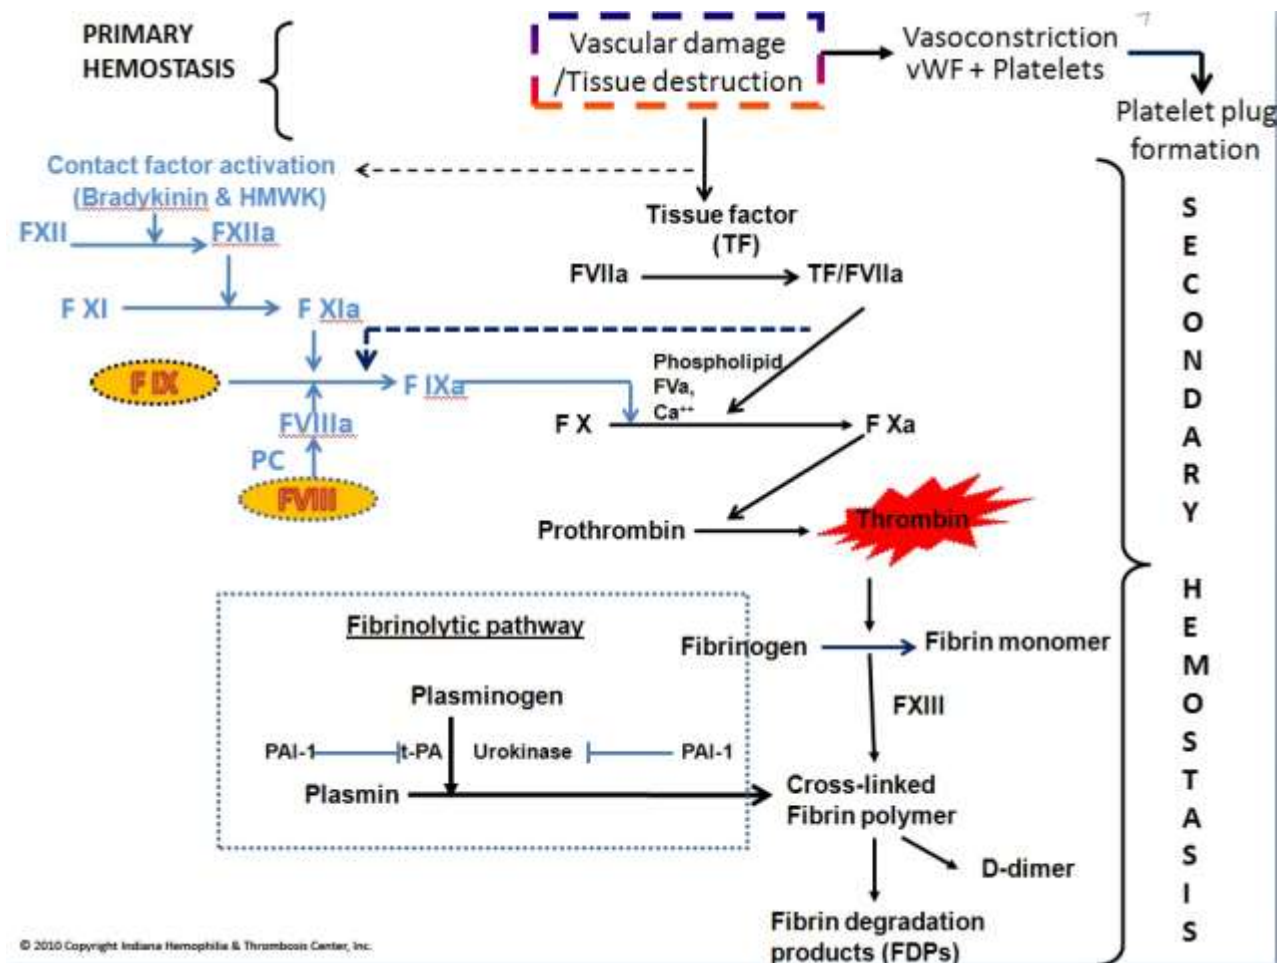 PRIMARY
HEMOSTASIS
Vascular damage
/Tissue destruction
Vasoconstriction
vWF + Platelets
Platelet plug
formation
Contact factor activation
(Bradykinin & HMWK)
Tissue factor
(TF)
FXII
FXIIa
FVIIa
TF/FVIIa
F XI
F XIa
Phospholipid
FVa,
Ca++
F IX
F IXa
FVIIIa
F X
F Xa
PC
FVIII
Prothrombin
Thrombin
Fibrinolytic pathway
Fibrinogen
Fibrin monomer
Plasminogen
FXIII
PAI-1
t-PA
Urokinase
PAI-1
Plasmin
Cross-linked
Fibrin polymer
D-dimer
Fibrin degradation
products (FDPs)
SECONDARY
HEMOSTASIS
© 2010 Copyright Indiana Hemophilia & Thrombosis Center, Inc.